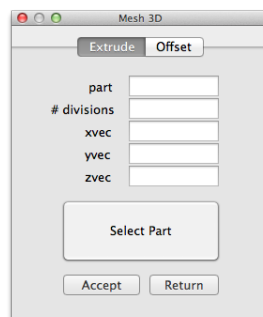 Mesh 3D
Extrude Offset
part
# divisions
xvec
yvec
zvec
Select Part
Accept Return